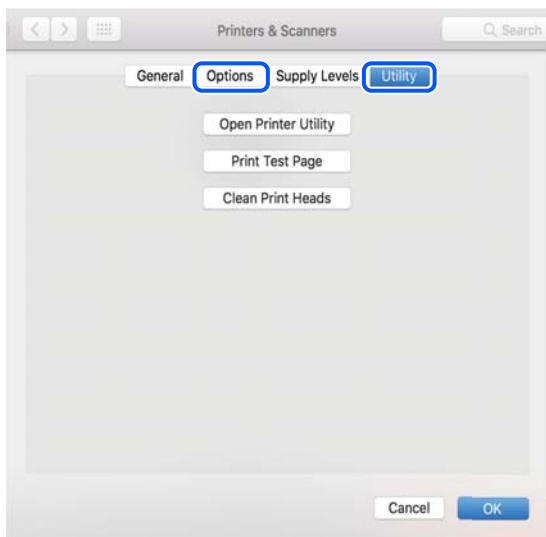 Printers & Scanners Search
General Options Supply Levels Utility
Open Printer Utility
Print Test Page
Clean Print Heads
Cancel OK